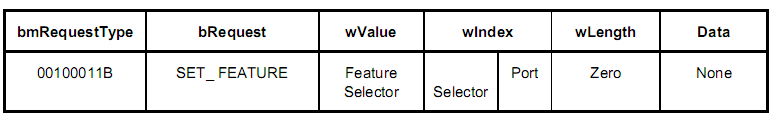 bmRequestType bRequest wValue wIndex wLength Data
00100011B SET_ FEATURE Feature Selector Selector Port Zero None